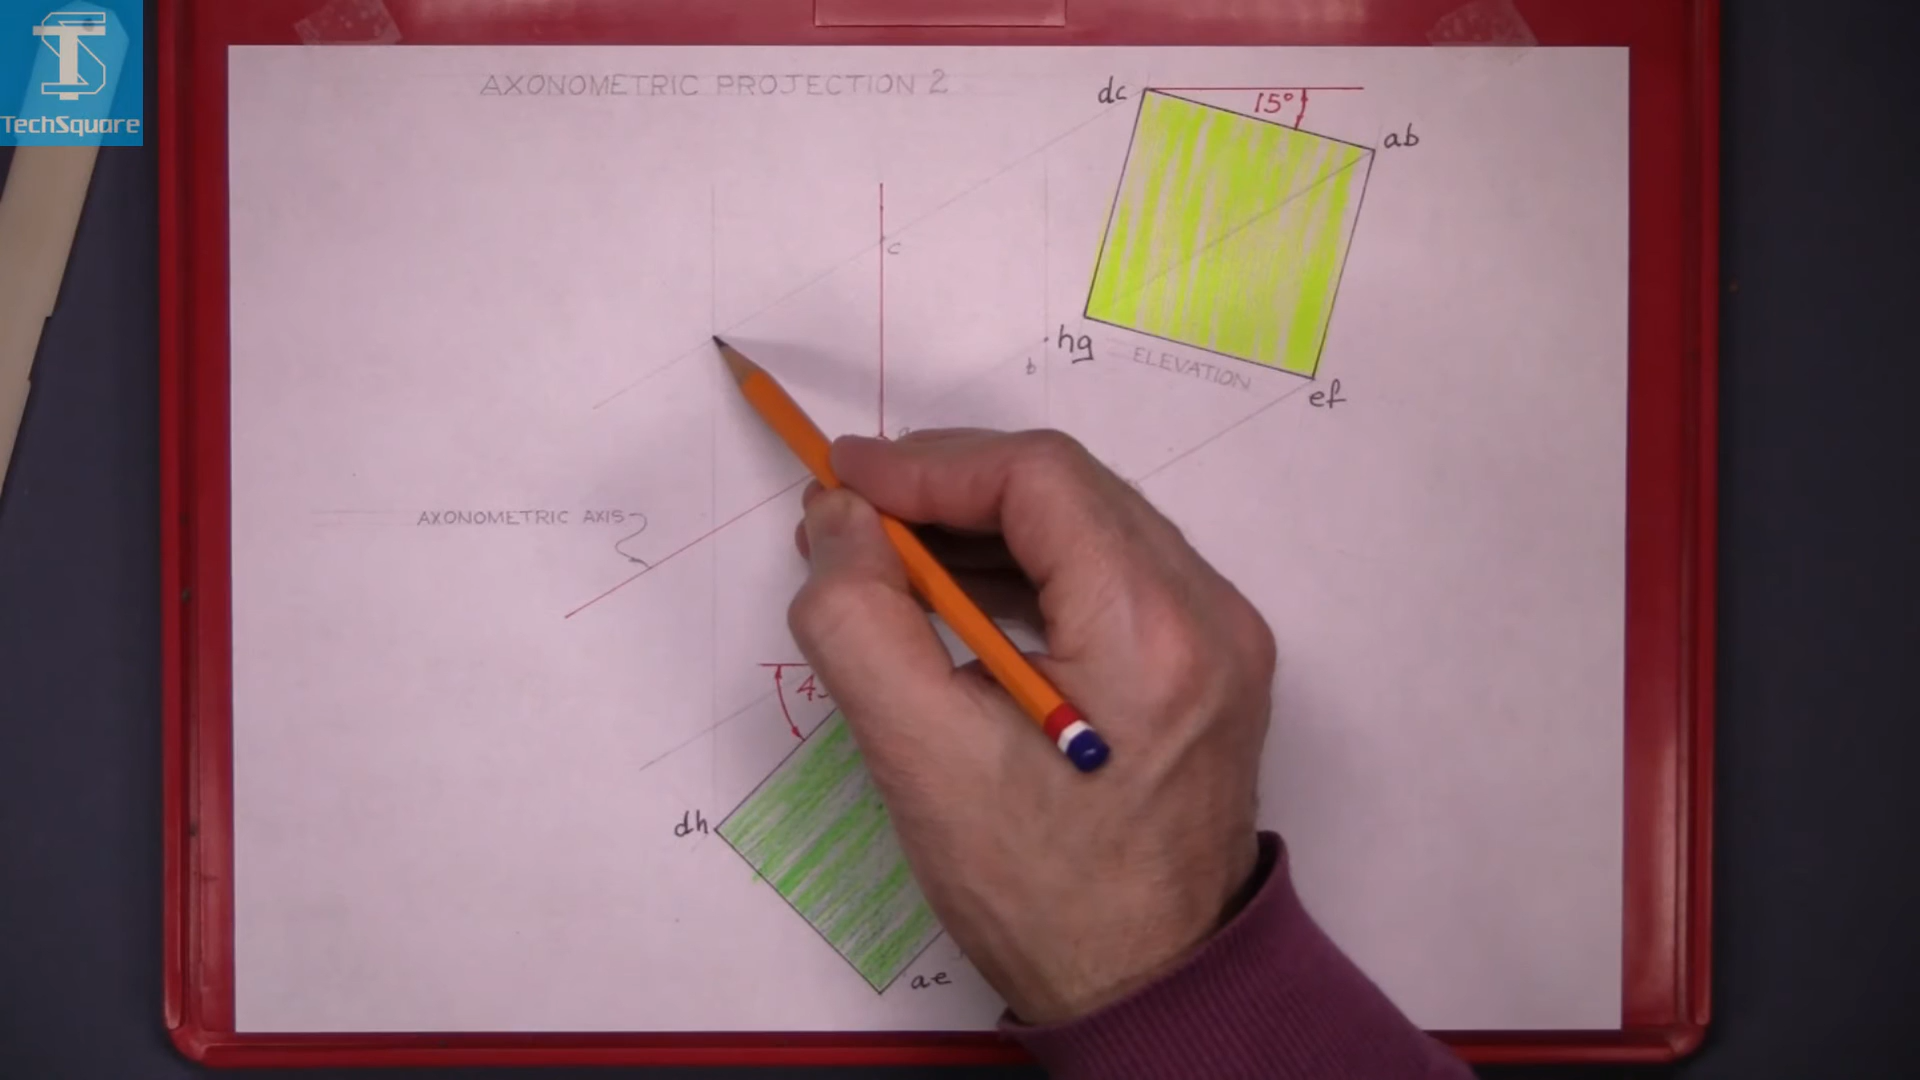 TechSquare
AXONOMETRIC PROJECTION 2
dc
15°
ab
c
hg
b
ELEVATION
ef
a
AXONOMETRIC AXIS
dh
ae